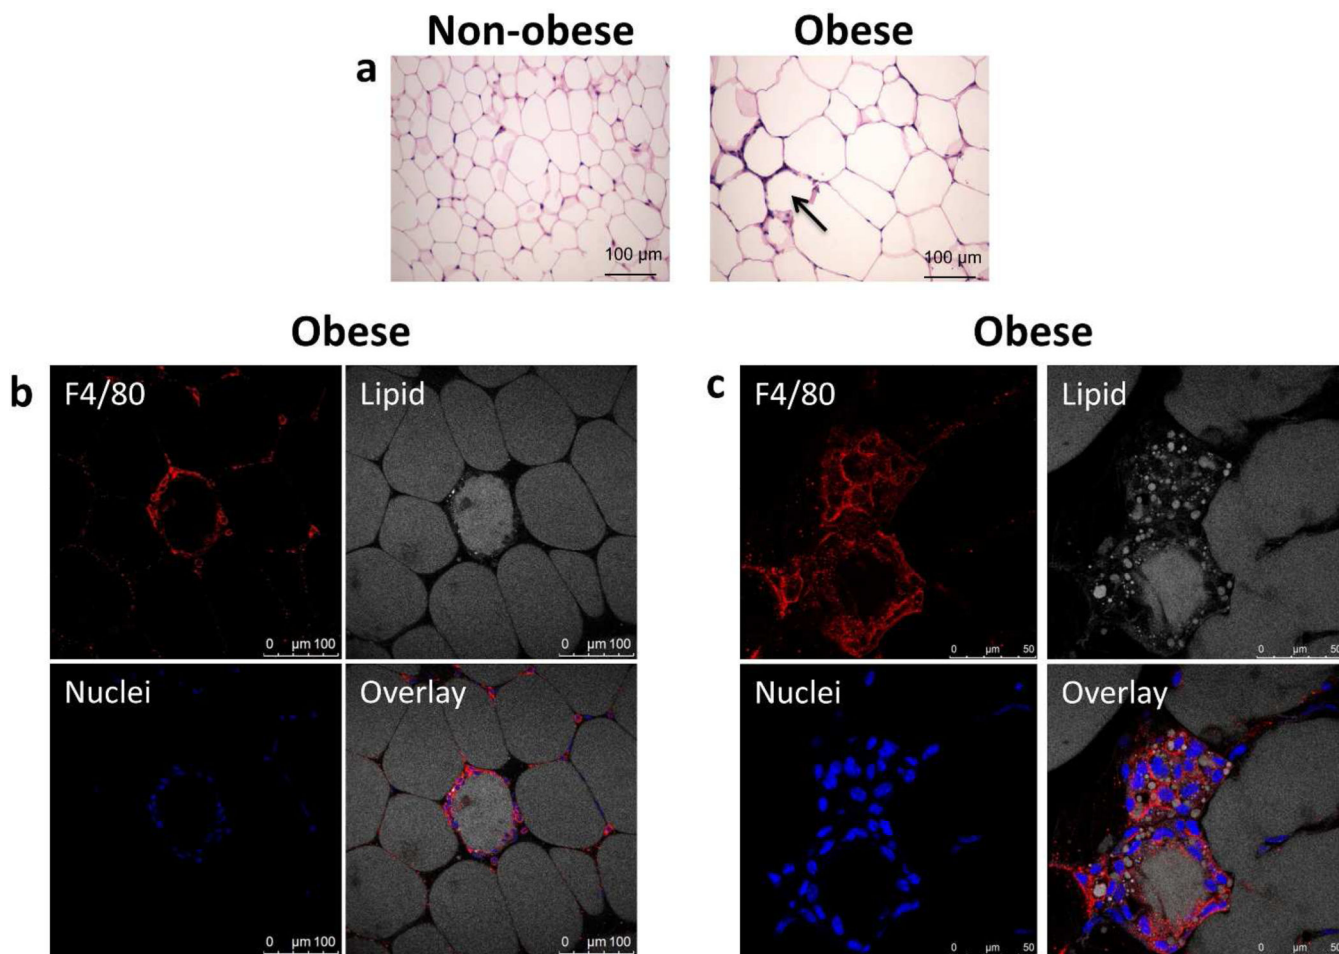 Non-obese
Obese
a
100 µm
100 µm
Obese
Obese
b
F4/80
Lipid
c
F4/80
Lipid
0 µm 100
0 µm 100
0 µm 50
0 µm 50
Nuclei
Overlay
Nuclei
Overlay
0 µm 100
0 µm 100
0 µm 50
0 µm 50